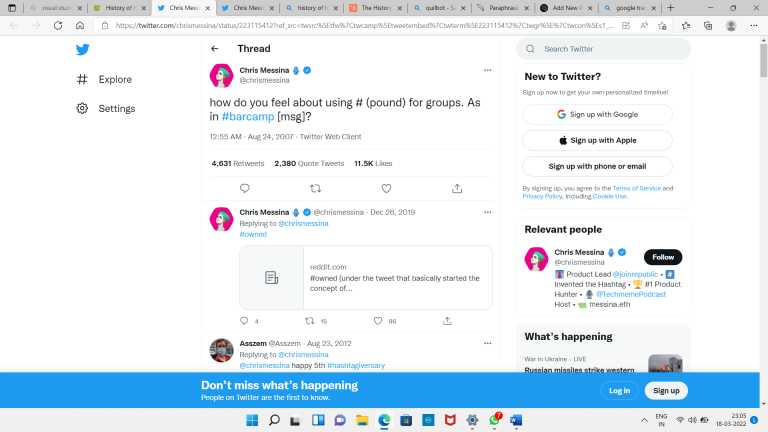 visual studi
History of h
Chris Messi
Chris Messi
history of h
The History
quilbot - S
Paraphrasin
Add New P
google tran
https://twitter.com/chrismessina/status/223115412?ref_src=twsrc%5Etfw%7Ctwcamp%5Etweetembed%7Ctwterm%5E223115412%7Ctwgr%5E%7Ctwcon%5Es1_...
Explore
Settings
Thread
Chris Messina
@chrismessina
how do you feel about using # (pound) for groups. As
in #barcamp [msg]?
12:55 AM · Aug 24, 2007 · Twitter Web Client
4,631 Retweets 2,380 Quote Tweets 11.5K Likes
Chris Messina @chrismessina · Dec 26, 2019
Replying to @chrismessina
#owned
reddit.com
#owned (under the tweet that basically started the
concept of...
4 15 96
Asszem @Asszem · Aug 23, 2012
Replying to @chrismessina
@chrismessina happy 5th #hashtagiversary
Search Twitter
New to Twitter?
Sign up now to get your own personalized timeline!
Sign up with Google
Sign up with Apple
Sign up with phone or email
By signing up, you agree to the Terms of Service and
Privacy Policy, including Cookie Use.
Relevant people
Chris Messina
@chrismessina
Follow
Product Lead @joinrepublic •
Invented the Hashtag • #1 Product
Hunter • @TechmemePodcast
Host • messina.eth
What's happening
War in Ukraine · LIVE
Russian missiles strike western
Don't miss what's happening
People on Twitter are the first to know.
Log in
Sign up
7
ENG
IN
23:05
18-03-2022
5